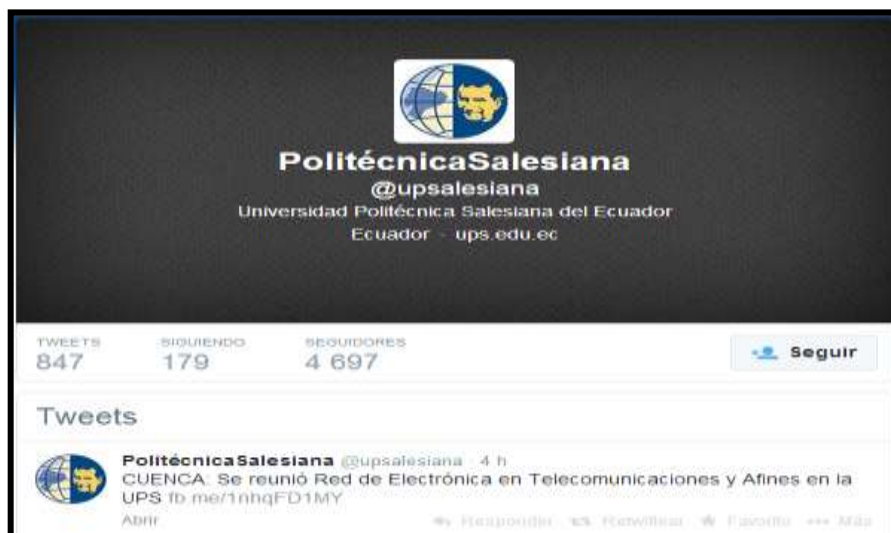 PolitécnicaSalesiana
@upsalesiana
Universidad Politécnica Salesiana del Ecuador
Ecuador - ups.edu.ec
TWEETS SIGUIENDO SEGUIDORES
847 179 4 697
Seguir
Tweets
PolitécnicaSalesiana @upsalesiana · 4 h
CUENCA: Se reunió Red de Electrónica en Telecomunicaciones y Afines en la
UPS fb.me/1nhqFD1MY
Abrir Responder Retwittear Favorito Más